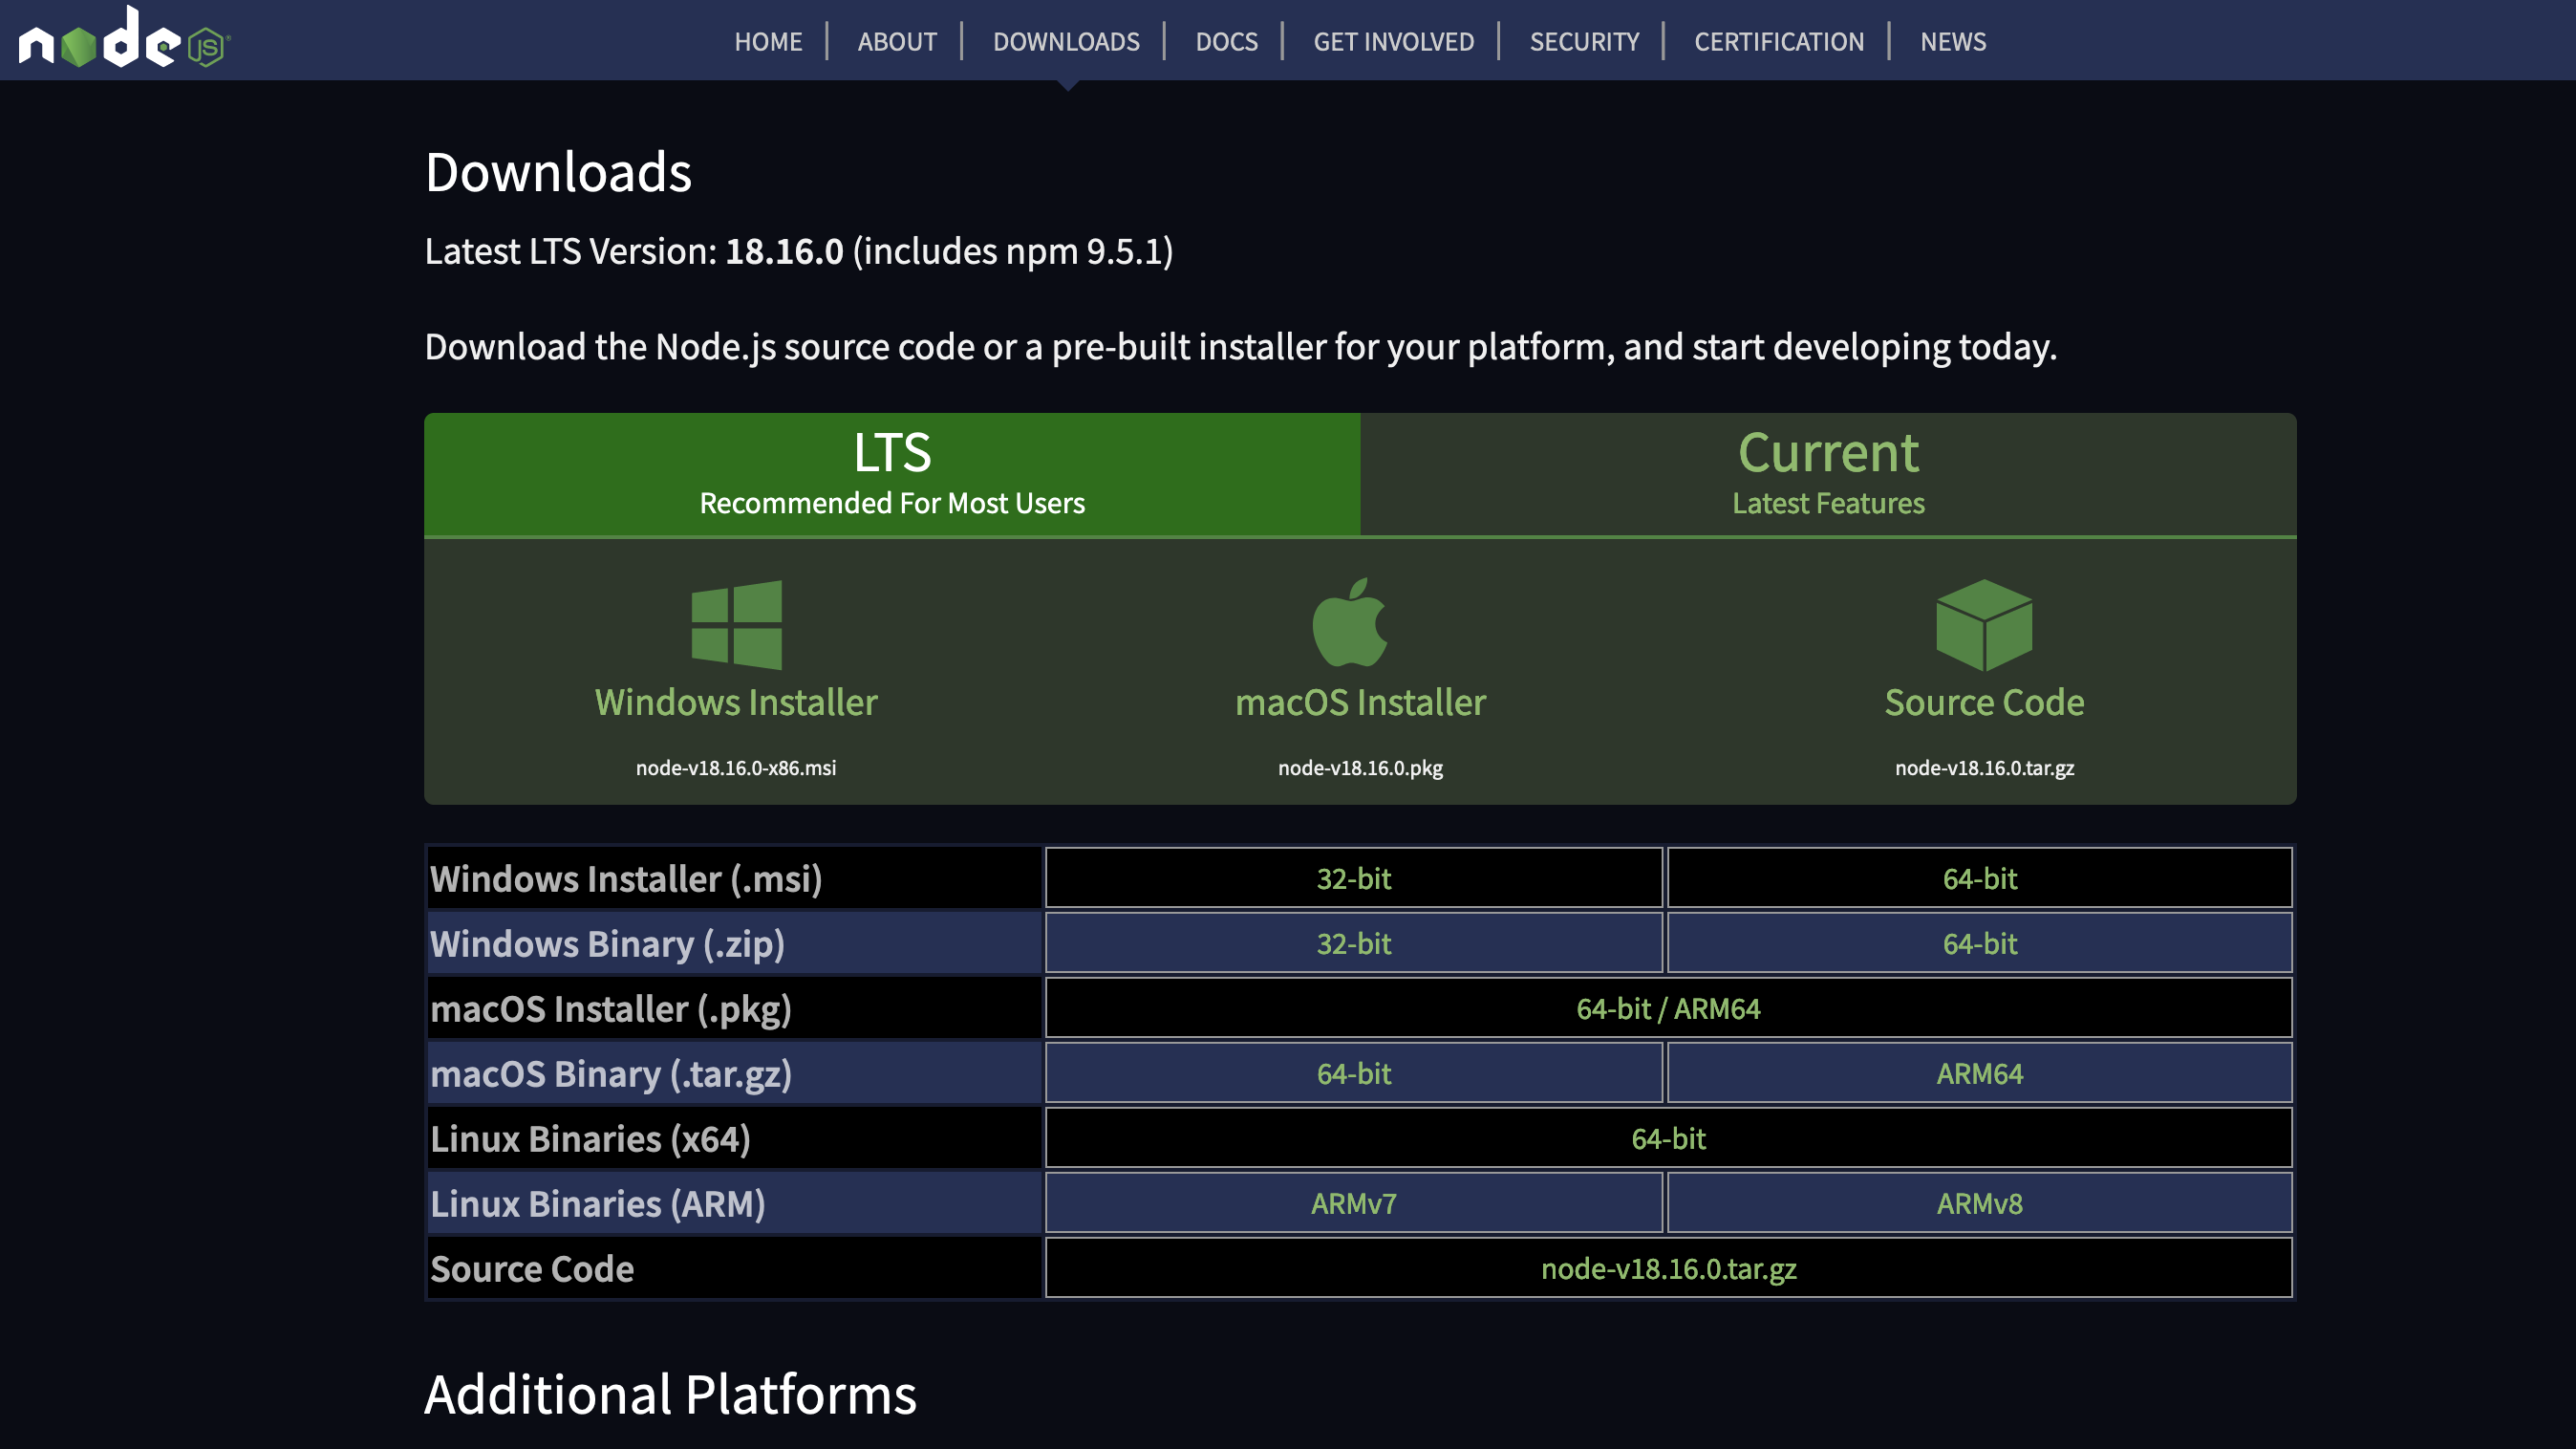 node JS
HOME | ABOUT | DOWNLOADS | DOCS | GET INVOLVED | SECURITY | CERTIFICATION | NEWS
Downloads
Latest LTS Version: 18.16.0 (includes npm 9.5.1)
Download the Node.js source code or a pre-built installer for your platform, and start developing today.
LTS
Recommended For Most Users
Current
Latest Features
Windows Installer
node-v18.16.0-x86.msi
macOS Installer
node-v18.16.0.pkg
Source Code
node-v18.16.0.tar.gz
Windows Installer (.msi) 32-bit 64-bit
Windows Binary (.zip) 32-bit 64-bit
macOS Installer (.pkg) 64-bit / ARM64
macOS Binary (.tar.gz) 64-bit ARM64
Linux Binaries (x64) 64-bit
Linux Binaries (ARM) ARMv7 ARMv8
Source Code node-v18.16.0.tar.gz
Additional Platforms